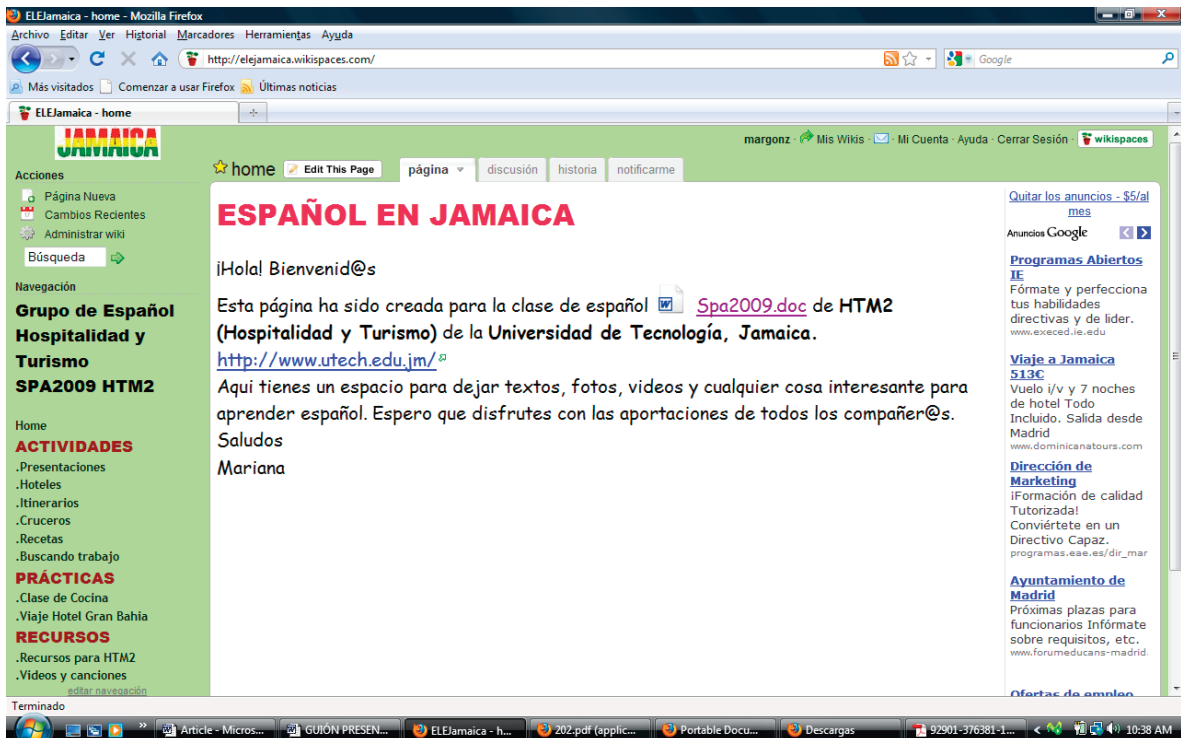 ELEJamaica - home - Mozilla Firefox
Archivo Editar Ver Historial Marcadores Herramientas Ayuda
http://elejamaica.wikispaces.com/
Google
Más visitados Comenzar a usar Firefox Últimas noticias
ELEJamaica - home
JAMAICA
margonz · Mis Wikis · Mi Cuenta · Ayuda · Cerrar Sesión · wikispaces
home Edit This Page página discusión historia notificarme
Acciones
Página Nueva
Cambios Recientes
Administrar wiki
Búsqueda
Navegación
Grupo de Español
Hospitalidad y
Turismo
SPA2009 HTM2
Home
ACTIVIDADES
.Presentaciones
.Hoteles
.Itinerarios
.Cruceros
.Recetas
.Buscando trabajo
PRÁCTICAS
.Clase de Cocina
.Viaje Hotel Gran Bahia
RECURSOS
.Recursos para HTM2
.Videos y canciones
editar navegación
ESPAÑOL EN JAMAICA
¡Hola! Bienvenid@s
Esta página ha sido creada para la clase de español Spa2009.doc de HTM2
(Hospitalidad y Turismo) de la Universidad de Tecnología, Jamaica.
http://www.utech.edu.jm/
Aqui tienes un espacio para dejar textos, fotos, videos y cualquier cosa interesante para
aprender español. Espero que disfrutes con las aportaciones de todos los compañer@s.
Saludos
Mariana
Quitar los anuncios - $5/al
mes
Anuncios Google
Programas Abiertos
IE
Fórmate y perfecciona
tus habilidades
directivas y de lider.
www.execed.ie.edu
Viaje a Jamaica
513€
Vuelo i/v y 7 noches
de hotel Todo
Incluido. Salida desde
Madrid
www.dominicanatours.com
Dirección de
Marketing
¡Formación de calidad
Tutorizada!
Conviértete en un
Directivo Capaz.
programas.eae.es/dir_mar
Ayuntamiento de
Madrid
Próximas plazas para
funcionarios Infórmate
sobre requisitos, etc.
www.forumeducans-madrid.
Ofertas de empleo
Terminado
Article - Micros... GUIÓN PRESEN... ELEJamaica - h... 202.pdf (applic... Portable Docu... Descargas 92901-376381-1... 10:38 AM